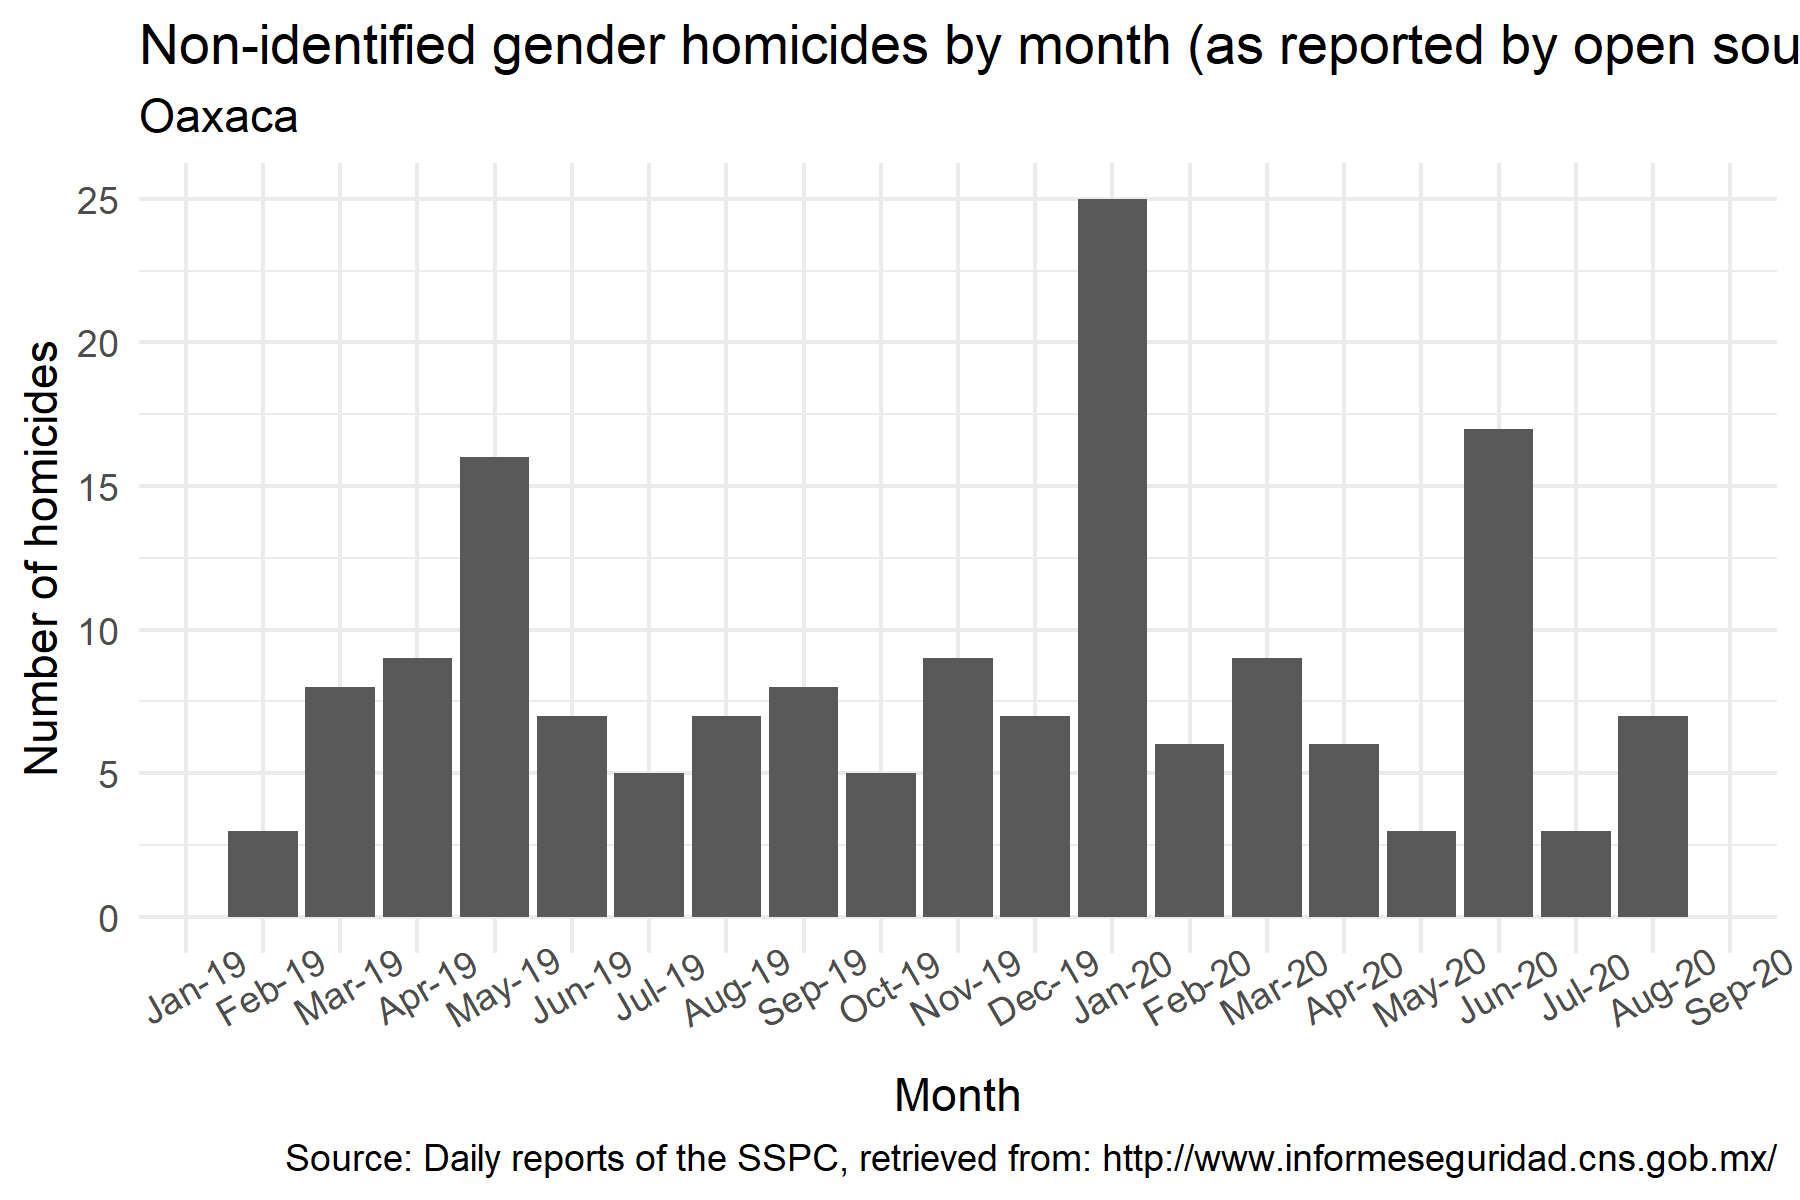 Non-identified gender homicides by month (as reported by open sou
Oaxaca
Number of homicides
25
20
15
10
5
0
Jan-19
Feb-19
Mar-19
Apr-19
May-19
Jun-19
Jul-19
Aug-19
Sep-19
Oct-19
Nov-19
Dec-19
Jan-20
Feb-20
Mar-20
Apr-20
May-20
Jun-20
Jul-20
Aug-20
Sep-20
Month
Source: Daily reports of the SSPC, retrieved from: http://www.informeseguridad.cns.gob.mx/